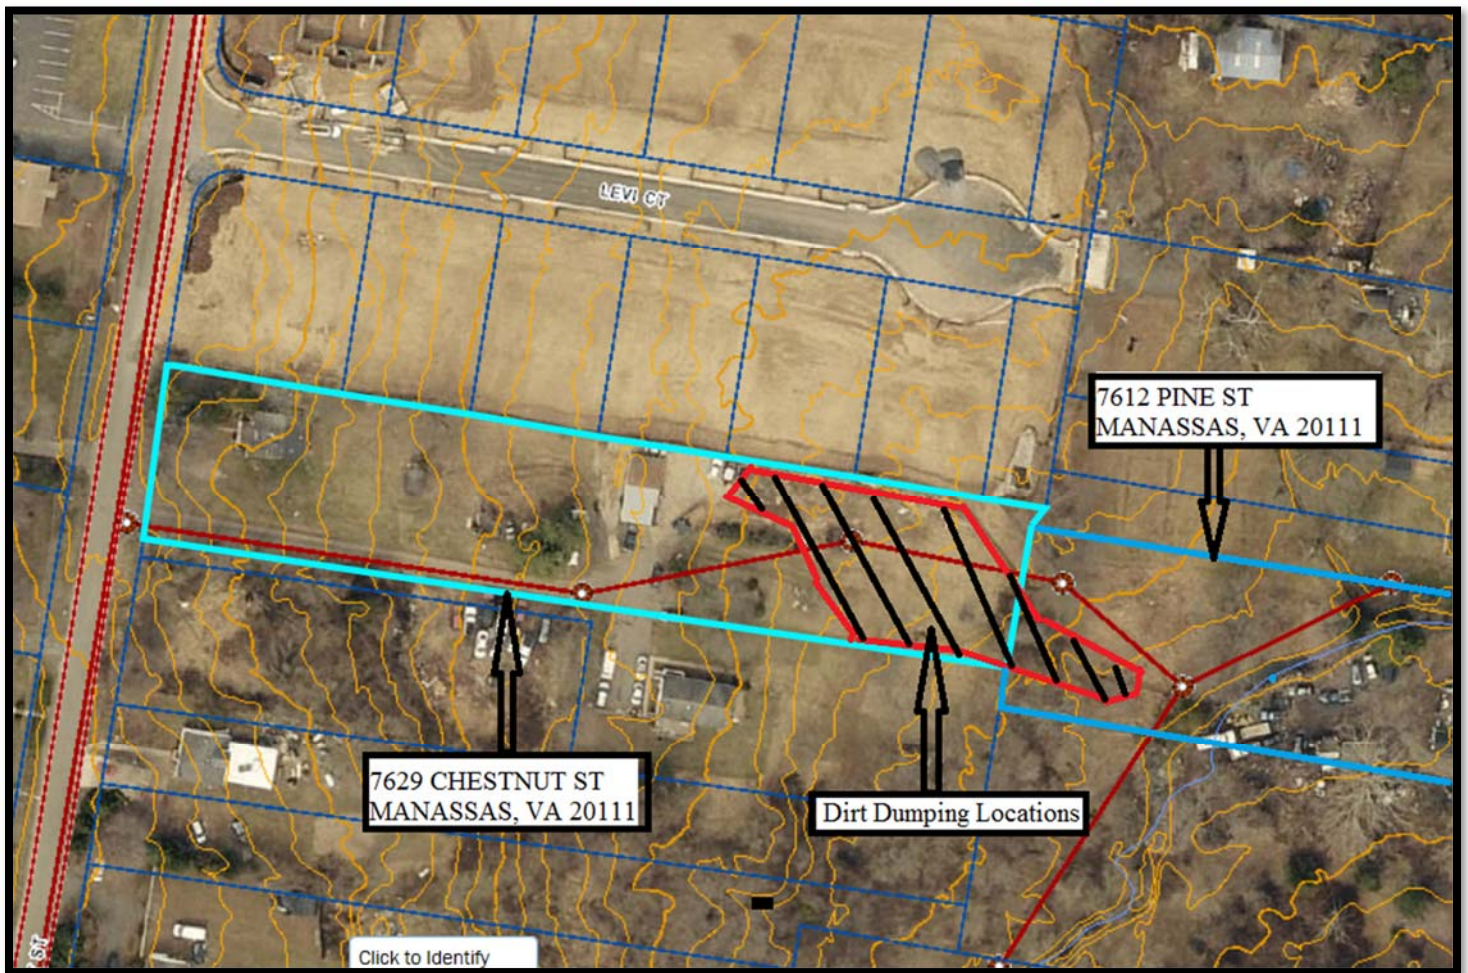 LEVI CT
7612 PINE ST
MANASSAS, VA 20111
7629 CHESTNUT ST
MANASSAS, VA 20111
Dirt Dumping Locations
ST
Click to Identify